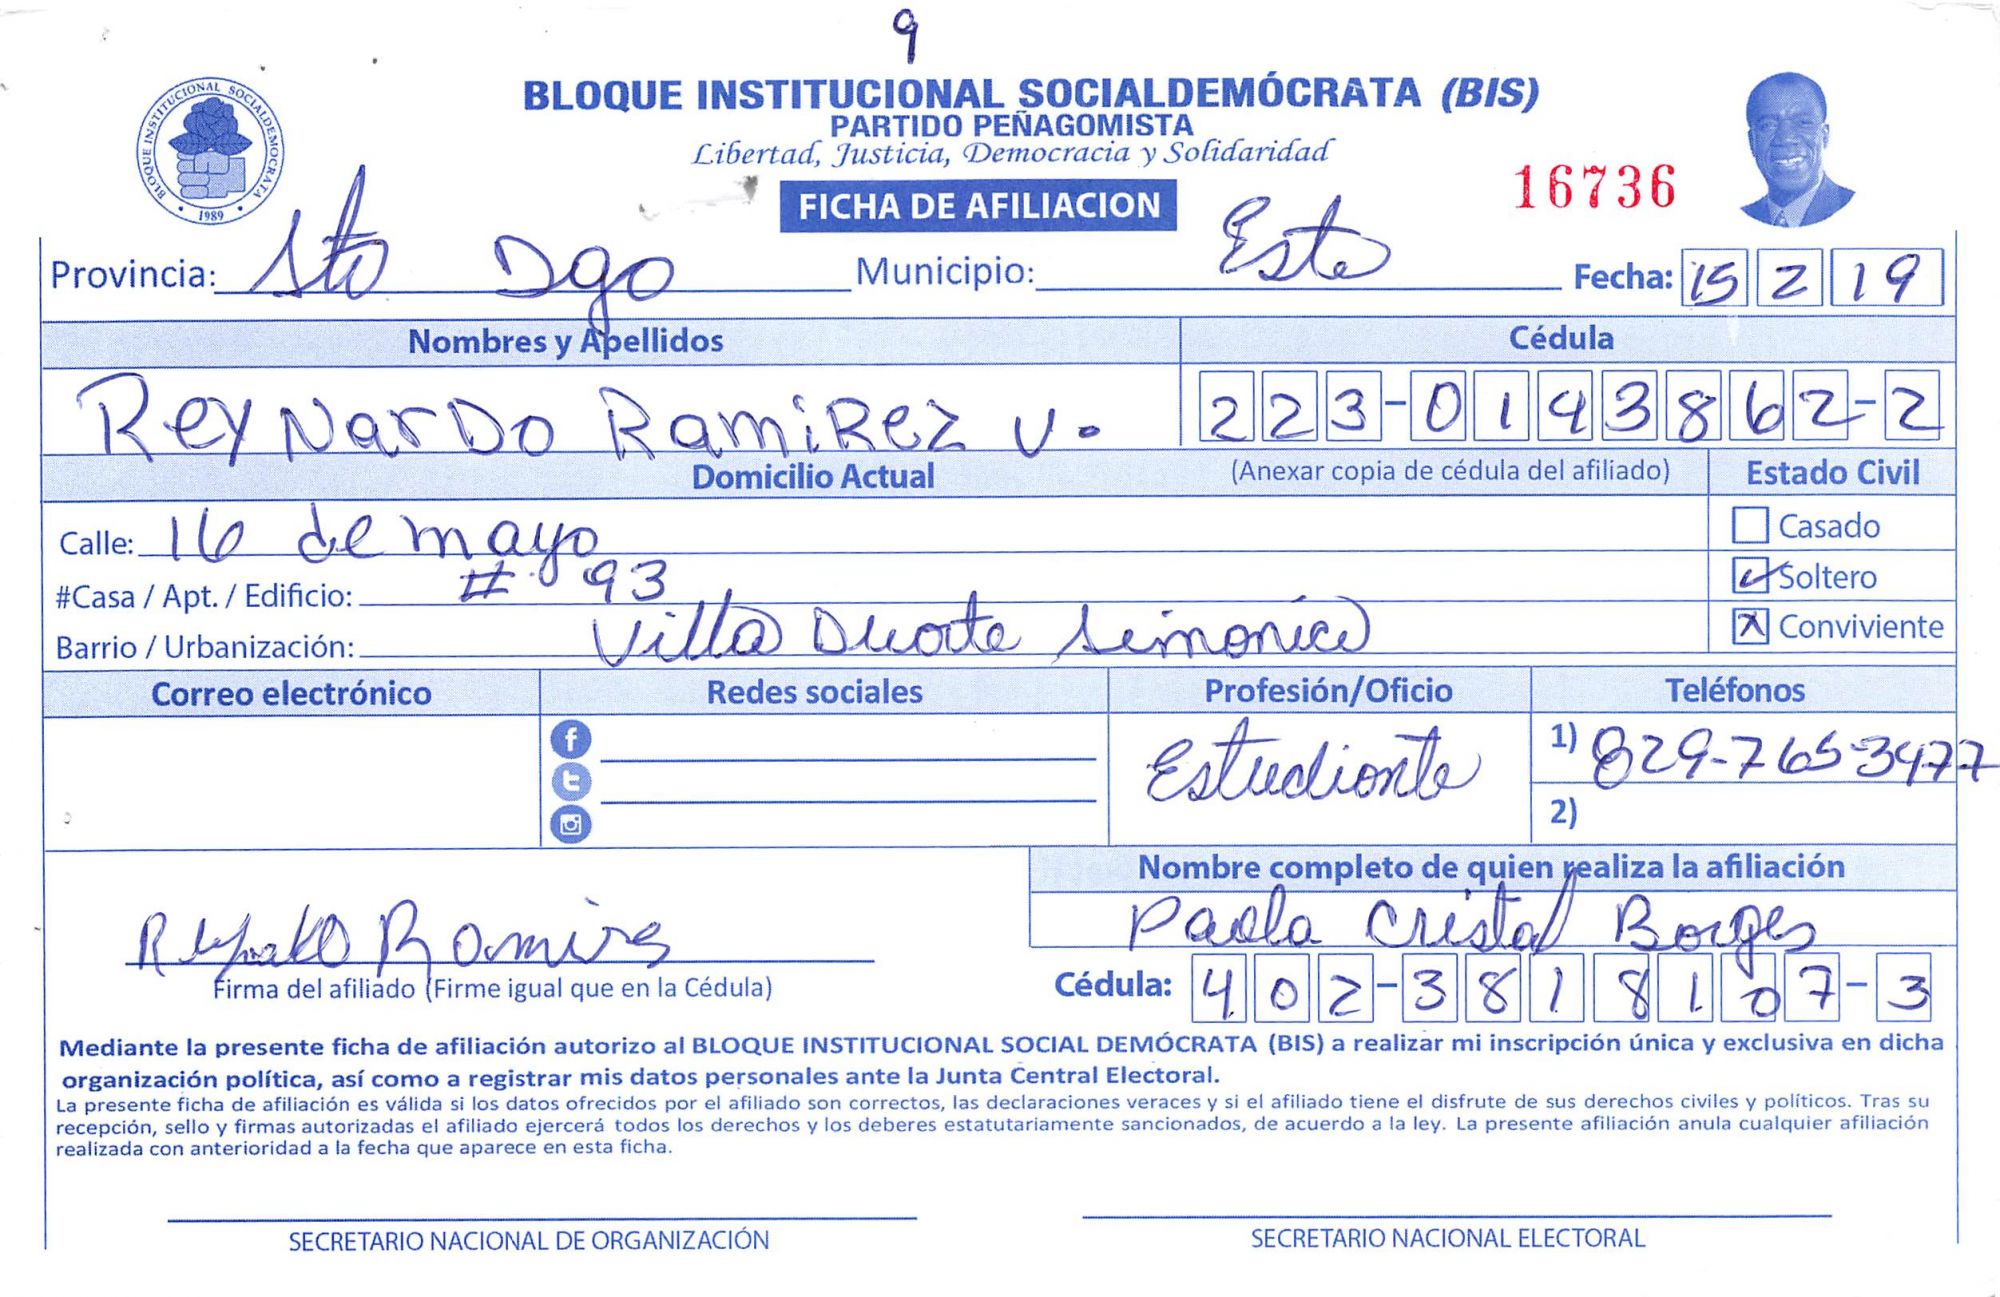 9
BLOQUE INSTITUCIONAL SOCIALDEMÓCRATA (BIS)
PARTIDO PEÑAGOMISTA
Libertad, Justicia, Democracia y Solidaridad
BLOQUE INSTITUCIONAL SOCIALDEMOCRATA
• 1989 •
16736
FICHA DE AFILIACION
Provincia: Sto Dgo Municipio: Este Fecha: 15 2 19
Nombres y Apellidos Cédula
ReyNarDo RamiRez V. 223-0143862-2
Domicilio Actual (Anexar copia de cédula del afiliado) Estado Civil
Calle: 16 de mayo Casado
#Casa / Apt. / Edificio: # 93 Soltero
Barrio / Urbanización: Villa Duarte Simonico Conviviente
Correo electrónico Redes sociales Profesión/Oficio Teléfonos
Estudiante 1) 829-765-3477
2)
Nombre completo de quien realiza la afiliación
Paola Cristal Borges
Ramires
Firma del afiliado (Firme igual que en la Cédula) Cédula: 402-3818107-3
Mediante la presente ficha de afiliación autorizo al BLOQUE INSTITUCIONAL SOCIAL DEMÓCRATA (BIS) a realizar mi inscripción única y exclusiva en dicha
organización política, así como a registrar mis datos personales ante la Junta Central Electoral.
La presente ficha de afiliación es válida si los datos ofrecidos por el afiliado son correctos, las declaraciones veraces y si el afiliado tiene el disfrute de sus derechos civiles y políticos. Tras su
recepción, sello y firmas autorizadas el afiliado ejercerá todos los derechos y los deberes estatutariamente sancionados, de acuerdo a la ley. La presente afiliación anula cualquier afiliación
realizada con anterioridad a la fecha que aparece en esta ficha.
SECRETARIO NACIONAL DE ORGANIZACIÓN SECRETARIO NACIONAL ELECTORAL